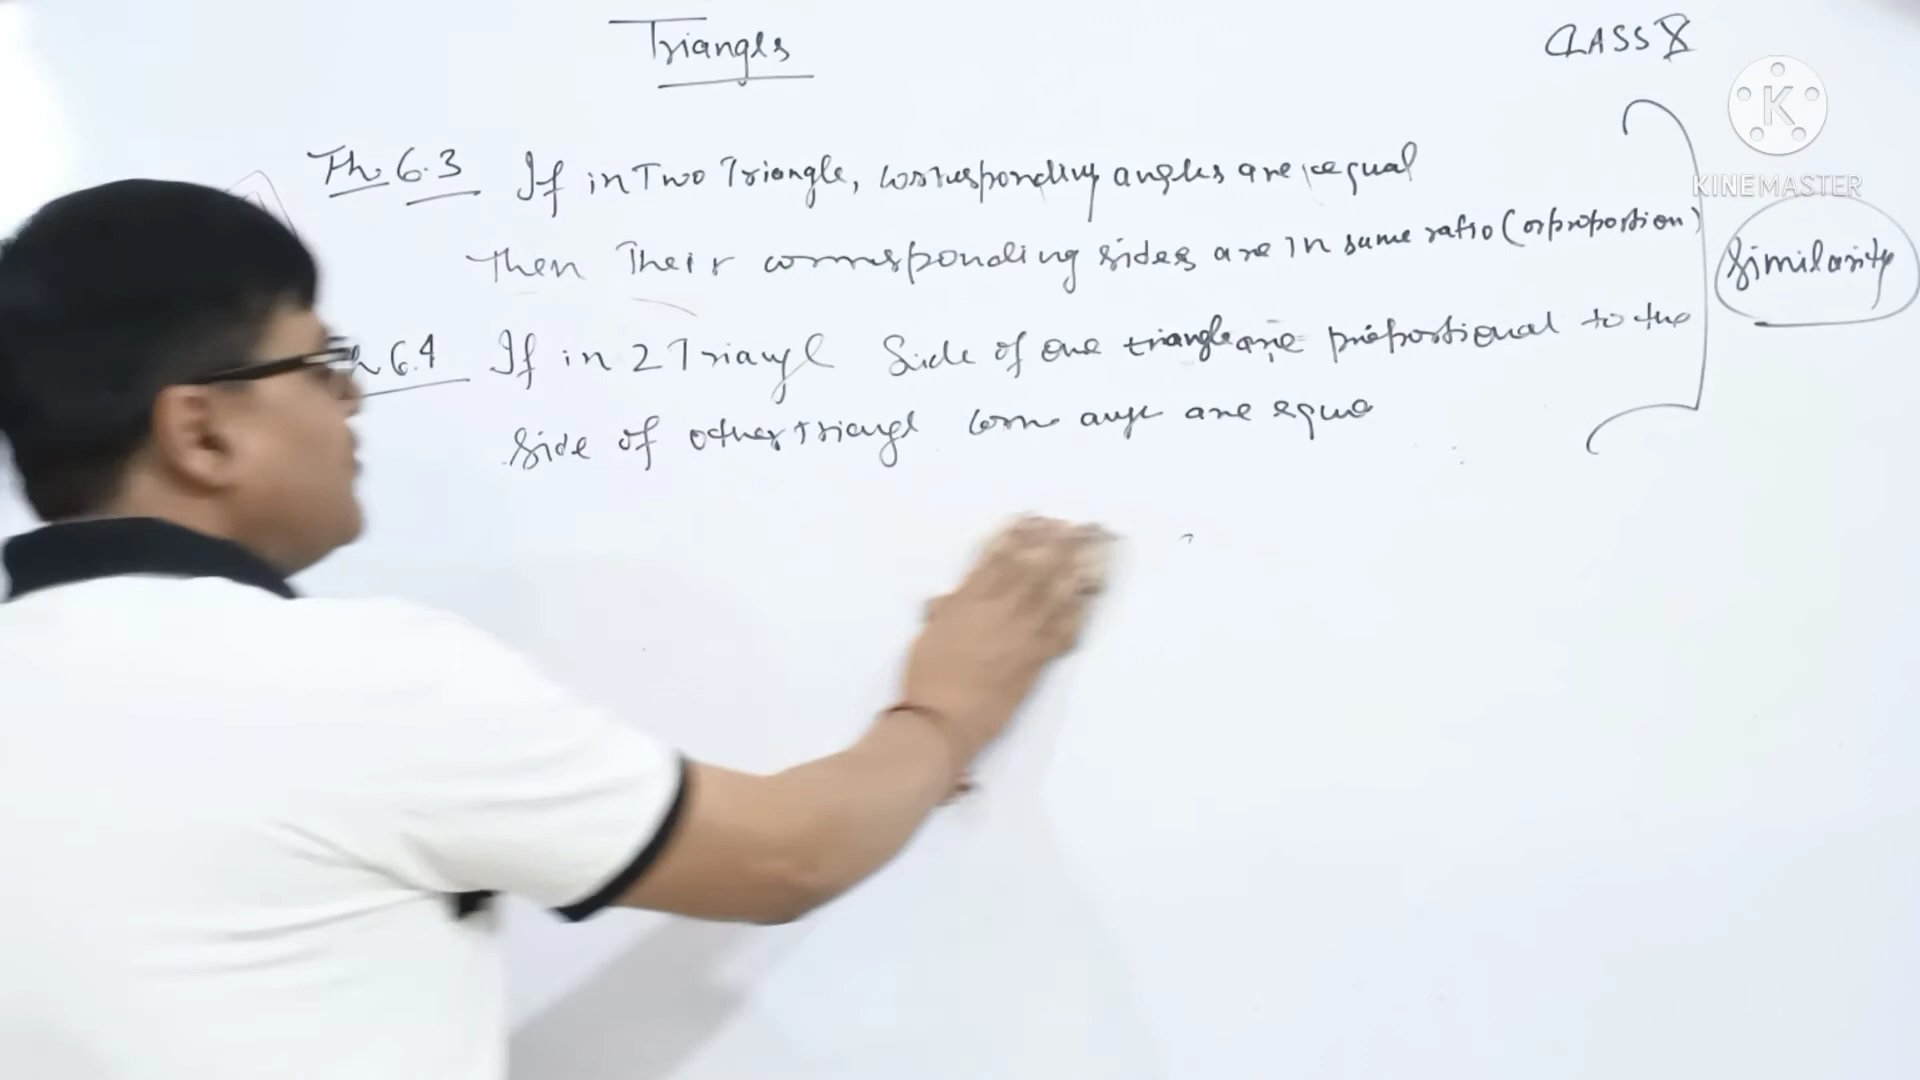 Triangls
CLASS X
Th. 6.3 If in Two Triangle, corresponding angles are equal
Then Their corresponding sides are in same ratio (or proportion)
Similarity
6.4 If in 2 Triangl Side of one triangle are proportional to the
Side of other triangl corr angl are equa
K
KINEMASTER